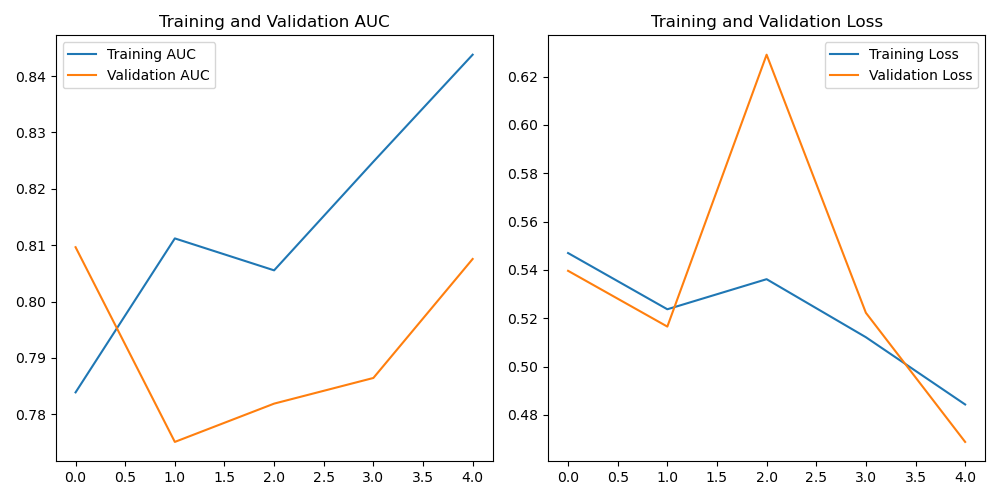 Training and Validation AUC
Training AUC
Validation AUC
0.84
0.83
0.82
0.81
0.80
0.79
0.78
0.0 0.5 1.0 1.5 2.0 2.5 3.0 3.5 4.0
Training and Validation Loss
Training Loss
Validation Loss
0.62
0.60
0.58
0.56
0.54
0.52
0.50
0.48
0.0 0.5 1.0 1.5 2.0 2.5 3.0 3.5 4.0